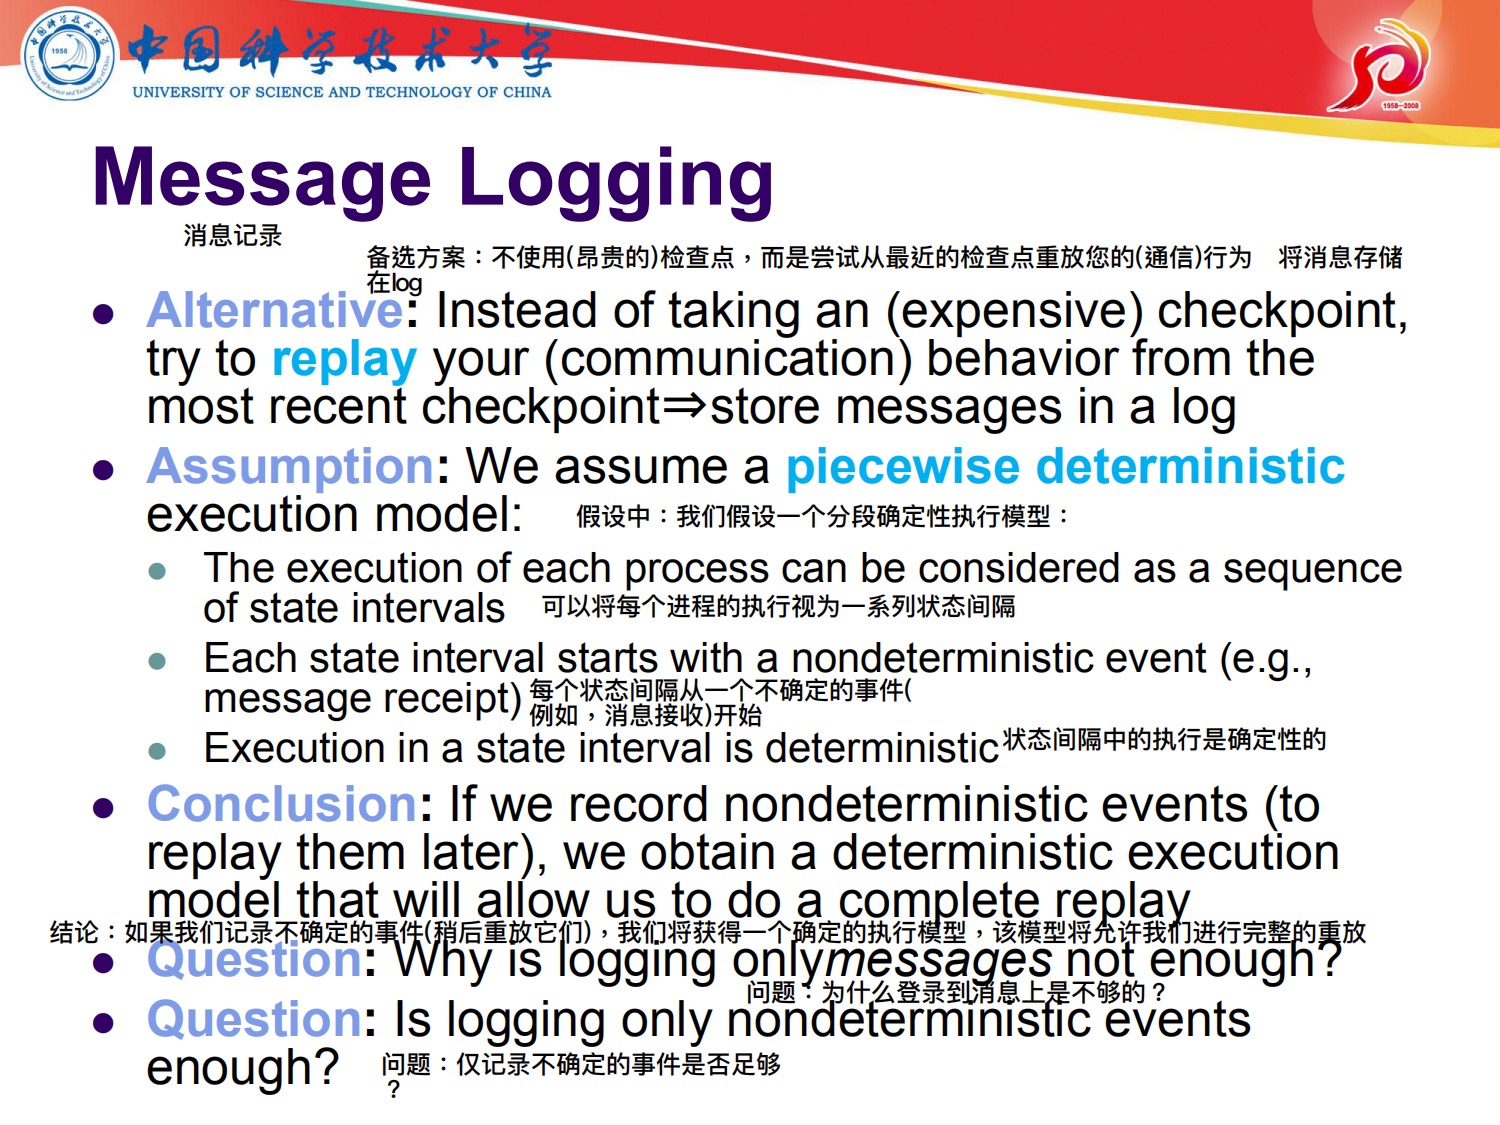 中国科学技术大学
1958
UNIVERSITY OF SCIENCE AND TECHNOLOGY OF CHINA
1958-2008
Message Logging
消息记录
备选方案：不使用(昂贵的)检查点，而是尝试从最近的检查点重放您的(通信)行为 将消息存储
在log
Alternative: Instead of taking an (expensive) checkpoint,
try to replay your (communication) behavior from the
most recent checkpoint⇒store messages in a log
Assumption: We assume a piecewise deterministic
execution model: 假设中：我们假设一个分段确定性执行模型：
The execution of each process can be considered as a sequence
of state intervals 可以将每个进程的执行视为一系列状态间隔
Each state interval starts with a nondeterministic event (e.g.,
message receipt) 每个状态间隔从一个不确定的事件(
例如，消息接收)开始
Execution in a state interval is deterministic 状态间隔中的执行是确定性的
Conclusion: If we record nondeterministic events (to
replay them later), we obtain a deterministic execution
model that will allow us to do a complete replay
结论：如果我们记录不确定的事件(稍后重放它们)，我们将获得一个确定的执行模型，该模型将允许我们进行完整的重放
Question: Why is logging onlymessages not enough?
问题：为什么登录到消息上是不够的？
Question: Is logging only nondeterministic events
enough? 问题：仅记录不确定的事件是否足够
？